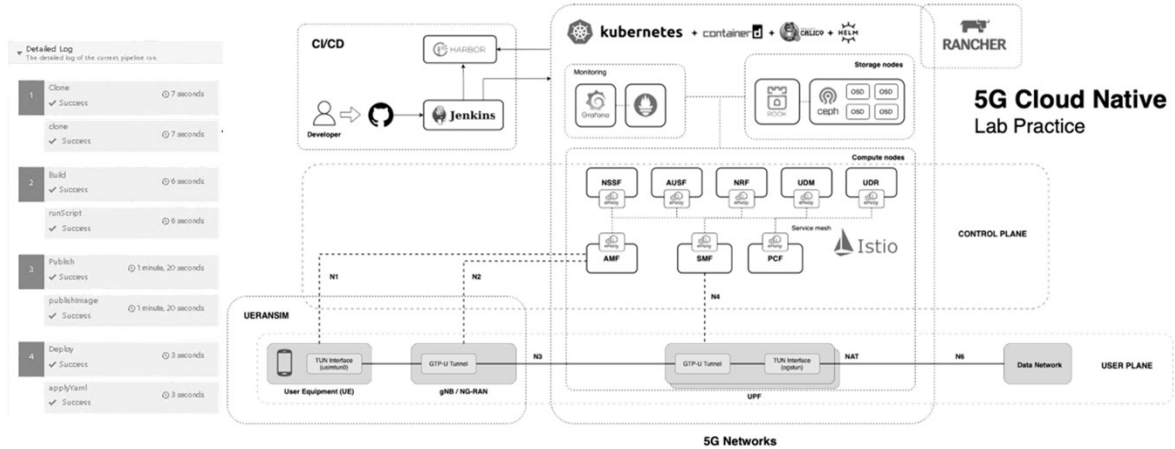 Detailed Log
The detailed log of the current pipeline run.
1
Clone
Success
7 seconds
clone
Success
7 seconds
2
Build
Success
6 seconds
runScript
Success
6 seconds
3
Publish
Success
1 minute, 20 seconds
publishImage
Success
1 minute, 20 seconds
4
Deploy
Success
3 seconds
applyYaml
Success
3 seconds
CI/CD
HARBOR
Developer
Jenkins
kubernetes + containerd + CALICO + HELM
RANCHER
Monitoring
Grafana
Storage nodes
ROOK
ceph
OSD OSD
OSD OSD
5G Cloud Native
Lab Practice
Compute nodes
NSSF AUSF NRF UDM UDR
envoy envoy envoy envoy envoy
Service mesh
Istio
envoy envoy envoy
AMF SMF PCF
CONTROL PLANE
N1
N2
N4
UERANSIM
TUN Interface
(uesimtun0)
User Equipment (UE)
GTP-U Tunnel
gNB / NG-RAN
N3
GTP-U Tunnel
TUN Interface
(ogstun)
UPF
NAT
N6
Data Network
USER PLANE
5G Networks